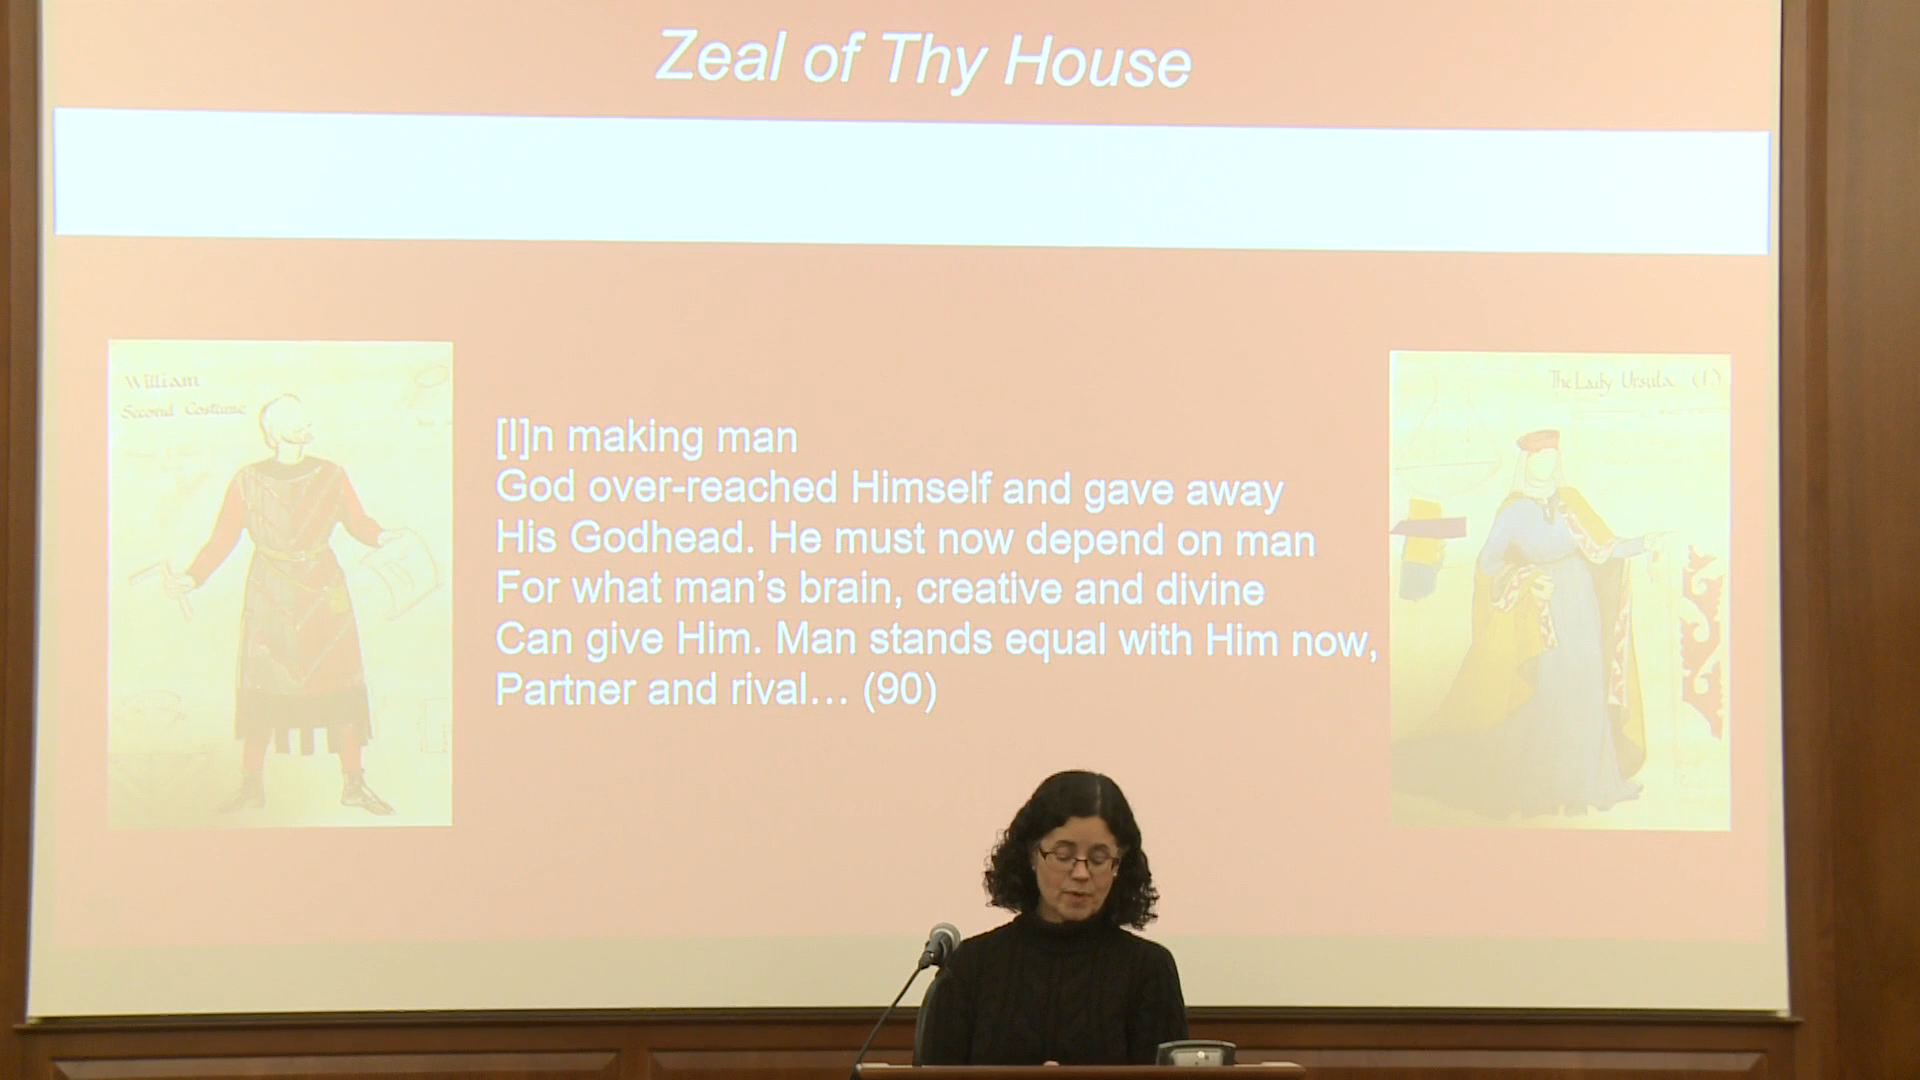 Zeal of Thy House
William
Second Costume
The Lady Ursula (1)
[I]n making man
God over-reached Himself and gave away
His Godhead. He must now depend on man
For what man's brain, creative and divine
Can give Him. Man stands equal with Him now,
Partner and rival… (90)